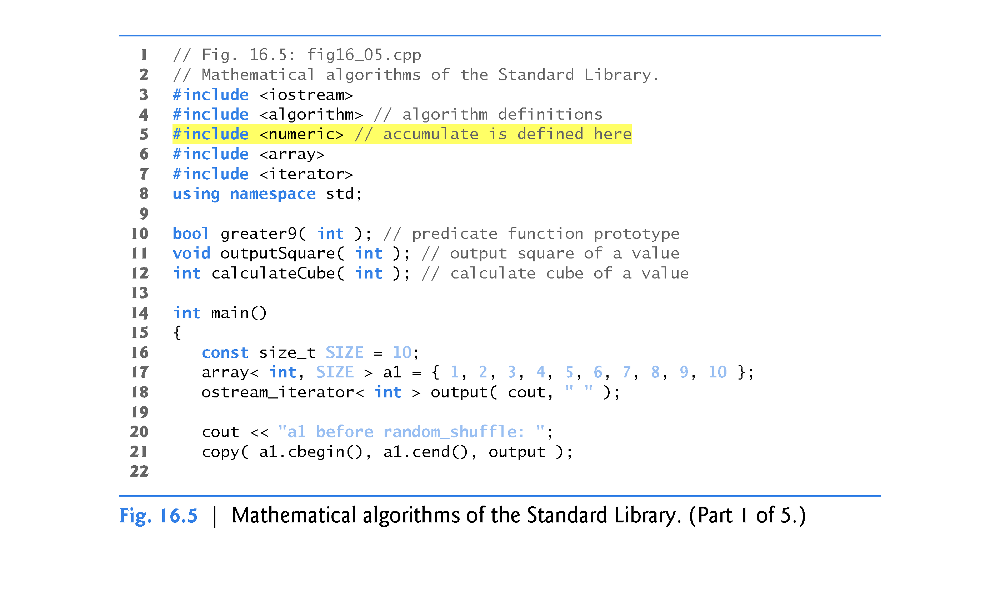 1 // Fig. 16.5: fig16_05.cpp
2 // Mathematical algorithms of the Standard Library.
3 #include <iostream>
4 #include <algorithm> // algorithm definitions
5 #include <numeric> // accumulate is defined here
6 #include <array>
7 #include <iterator>
8 using namespace std;
9
10 bool greater9( int ); // predicate function prototype
11 void outputSquare( int ); // output square of a value
12 int calculateCube( int ); // calculate cube of a value
13
14 int main()
15 {
16    const size_t SIZE = 10;
17    array< int, SIZE > a1 = { 1, 2, 3, 4, 5, 6, 7, 8, 9, 10 };
18    ostream_iterator< int > output( cout, " " );
19
20    cout << "a1 before random_shuffle: ";
21    copy( a1.cbegin(), a1.cend(), output );
22
Fig. 16.5 | Mathematical algorithms of the Standard Library. (Part 1 of 5.)